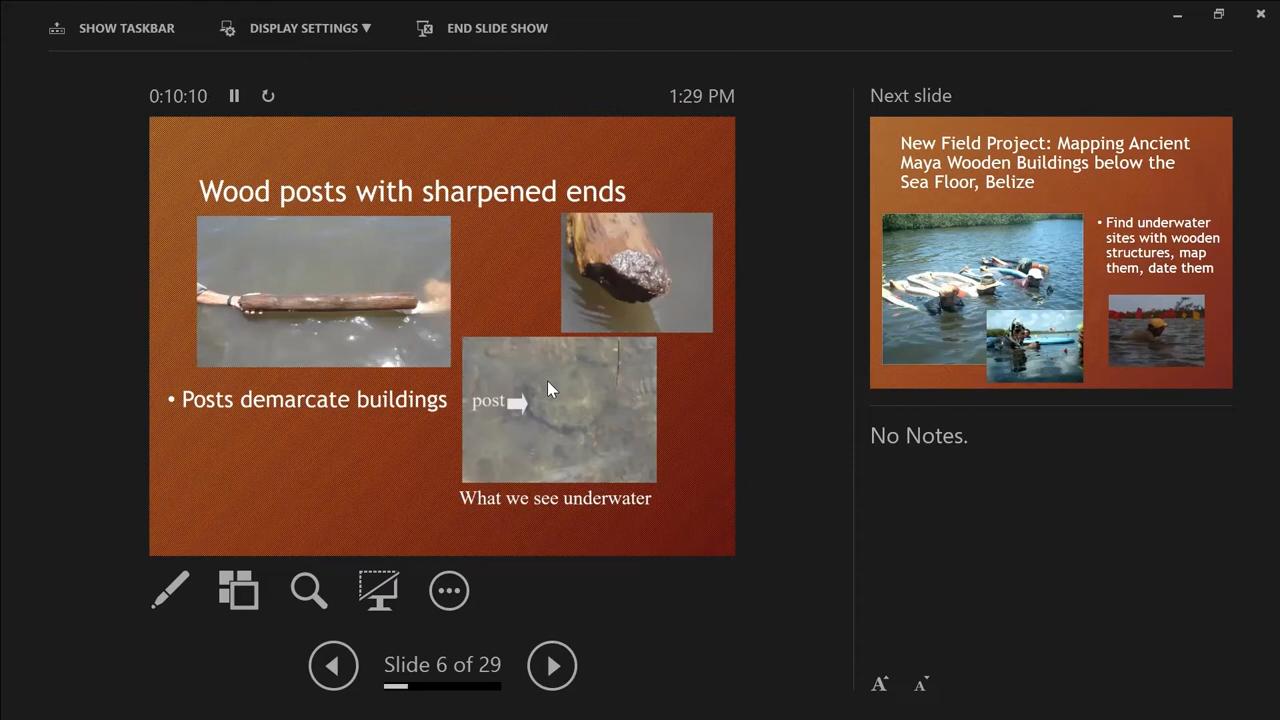 SHOW TASKBAR
DISPLAY SETTINGS ▼
END SLIDE SHOW
0:10:10
1:29 PM
Wood posts with sharpened ends
• Posts demarcate buildings
post
What we see underwater
Slide 6 of 29
Next slide
New Field Project: Mapping Ancient
Maya Wooden Buildings below the
Sea Floor, Belize
• Find underwater
sites with wooden
structures, map
them, date them
No Notes.
A A